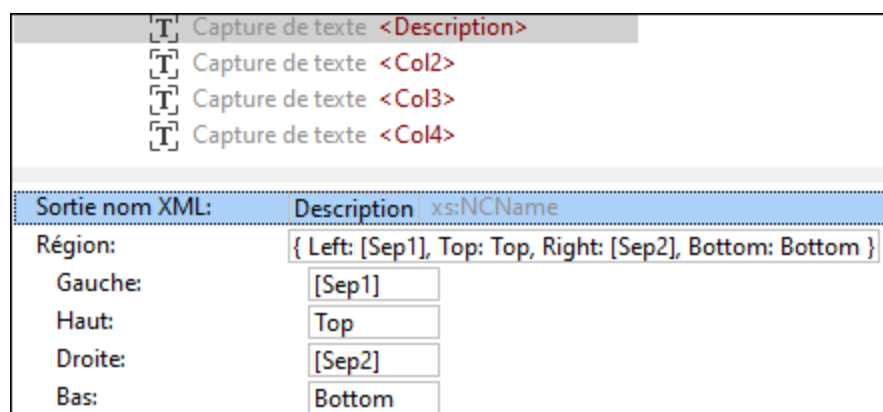 [T] Capture de texte <Description>
[T] Capture de texte <Col2>
[T] Capture de texte <Col3>
[T] Capture de texte <Col4>
Sortie nom XML: Description xs:NCName
Région: { Left: [Sep1], Top: Top, Right: [Sep2], Bottom: Bottom }
Gauche: [Sep1]
Haut: Top
Droite: [Sep2]
Bas: Bottom